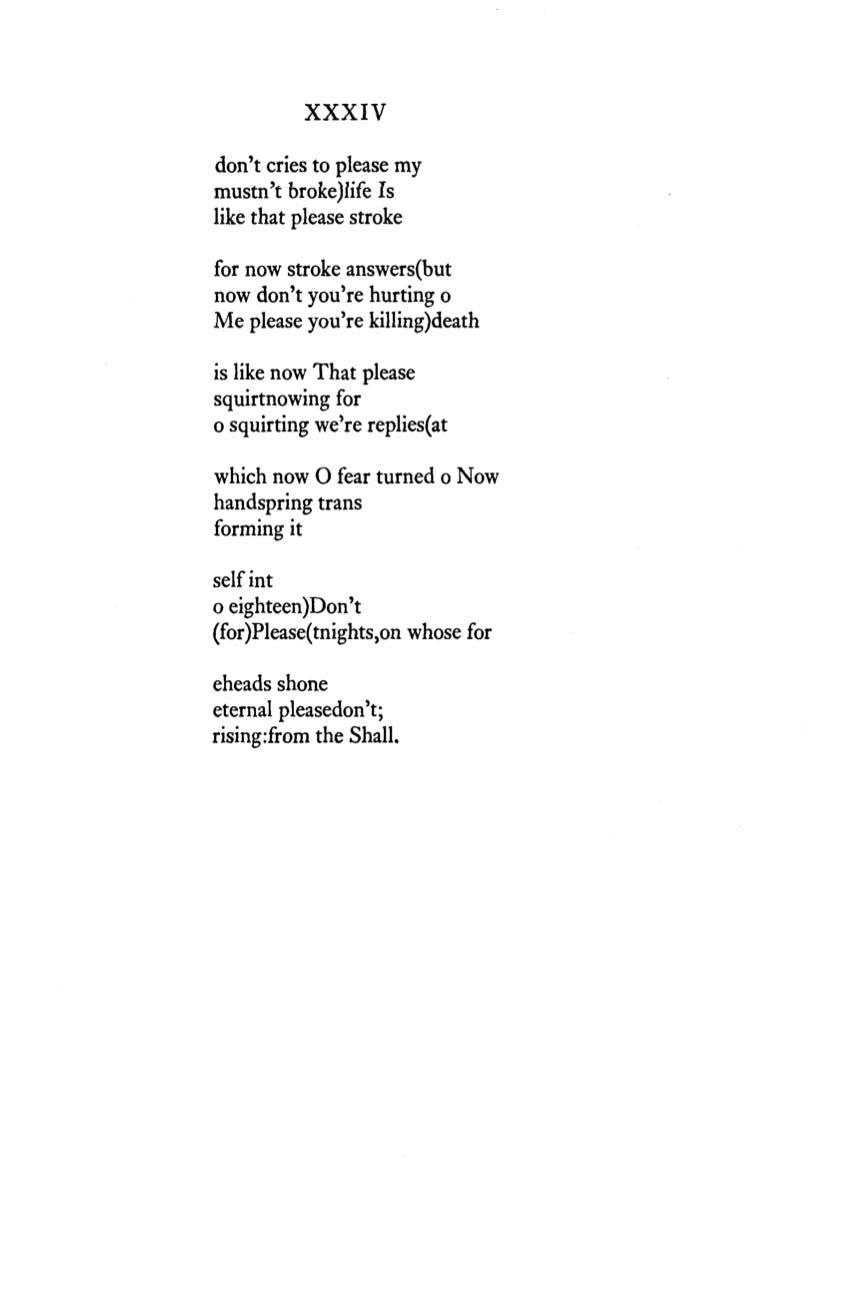 XXXIV
don't cries to please my
mustn't broke)life Is
like that please stroke
for now stroke answers(but
now don't you're hurting o
Me please you're killing)death
is like now That please
squirtnowing for
o squirting we're replies(at
which now O fear turned o Now
handspring trans
forming it
self int
o eighteen)Don't
(for)Please(tnights,on whose for
eheads shone
eternal pleasedon't;
rising:from the Shall.